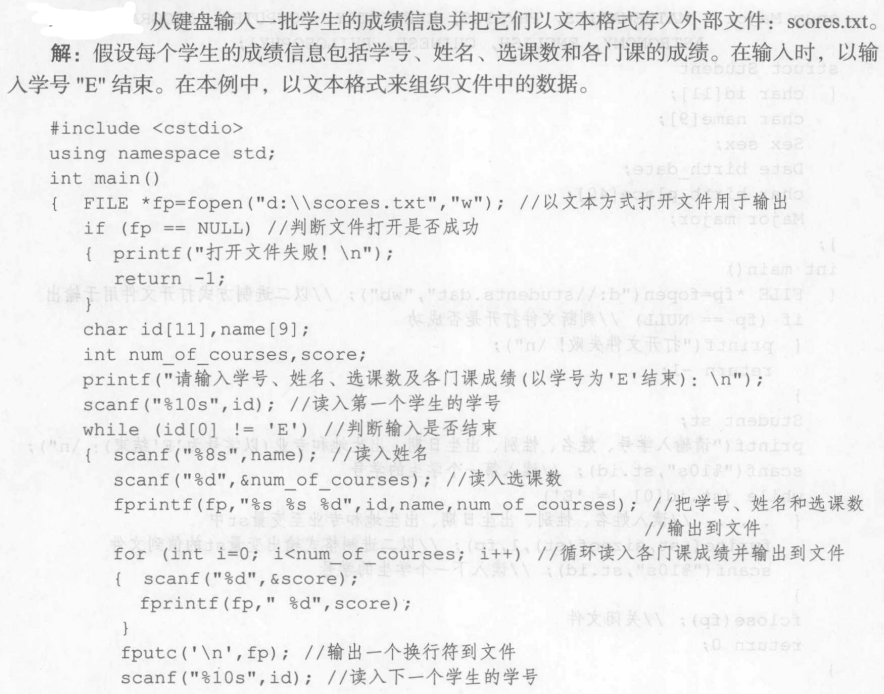 从键盘输入一批学生的成绩信息并把它们以文本格式存入外部文件：scores.txt。
解：假设每个学生的成绩信息包括学号、姓名、选课数和各门课的成绩。在输入时，以输
入学号 "E" 结束。在本例中，以文本格式来组织文件中的数据。
#include <cstdio>
using namespace std;
int main()
{  FILE *fp=fopen("d:\\scores.txt","w"); //以文本方式打开文件用于输出
   if (fp == NULL) //判断文件打开是否成功
   {  printf("打开文件失败！\n");
      return -1;
   }
   char id[11],name[9];
   int num_of_courses,score;
   printf("请输入学号、姓名、选课数及各门课成绩(以学号为'E'结束)：\n");
   scanf("%10s",id); //读入第一个学生的学号
   while (id[0] != 'E') //判断输入是否结束
   {  scanf("%8s",name); //读入姓名
      scanf("%d",&num_of_courses); //读入选课数
      fprintf(fp,"%s %s %d",id,name,num_of_courses); //把学号、姓名和选课数
                                                     //输出到文件
      for (int i=0; i<num_of_courses; i++) //循环读入各门课成绩并输出到文件
      {  scanf("%d",&score);
         fprintf(fp," %d",score);
      }
      fputc('\n',fp); //输出一个换行符到文件
      scanf("%10s",id); //读入下一个学生的学号